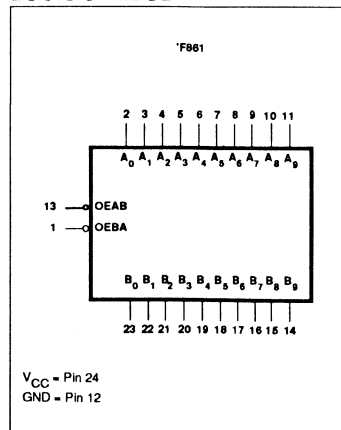 'F861
2 3 4 5 6 7 8 9 10 11
A0 A1 A2 A3 A4 A5 A6 A7 A8 A9
13 OEAB
1 OEBA
B0 B1 B2 B3 B4 B5 B6 B7 B8 B9
23 22 21 20 19 18 17 16 15 14
VCC = Pin 24
GND = Pin 12